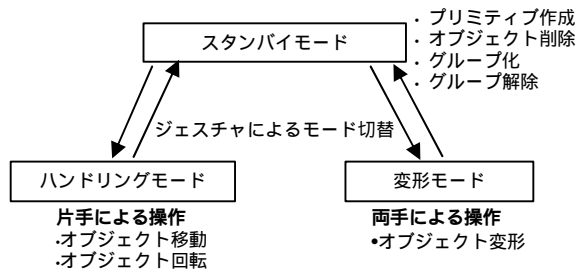 スタンバイモード
. プリミティブ作成
. オブジェクト削除
. グループ化
. グループ解除
ジェスチャによるモード切替
ハンドリングモード
変形モード
片手による操作
.オブジェクト移動
.オブジェクト回転
両手による操作
•オブジェクト変形